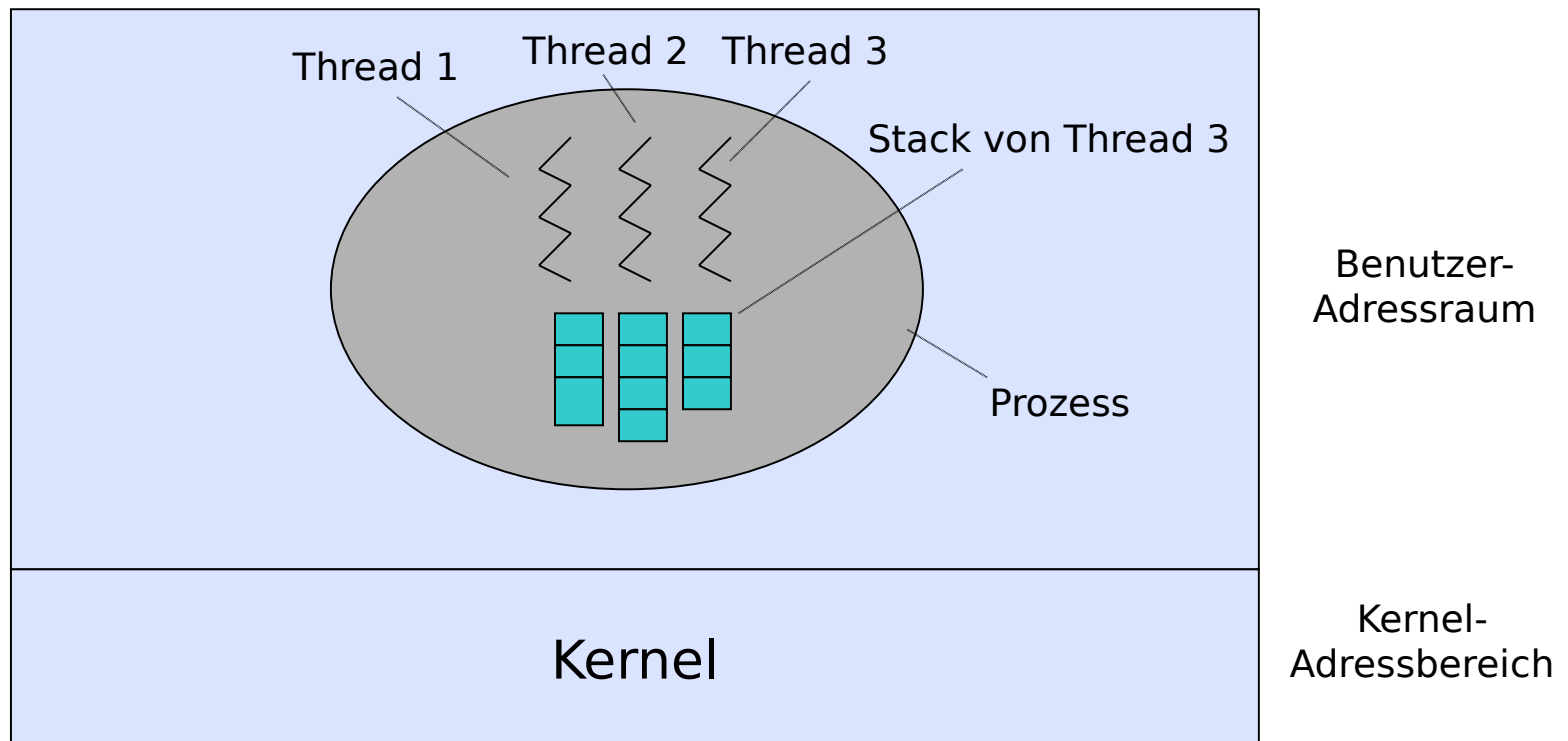 Thread 1
Thread 2
Thread 3
Stack von Thread 3
Benutzer-
Adressraum
Prozess
Kernel
Kernel-
Adressbereich